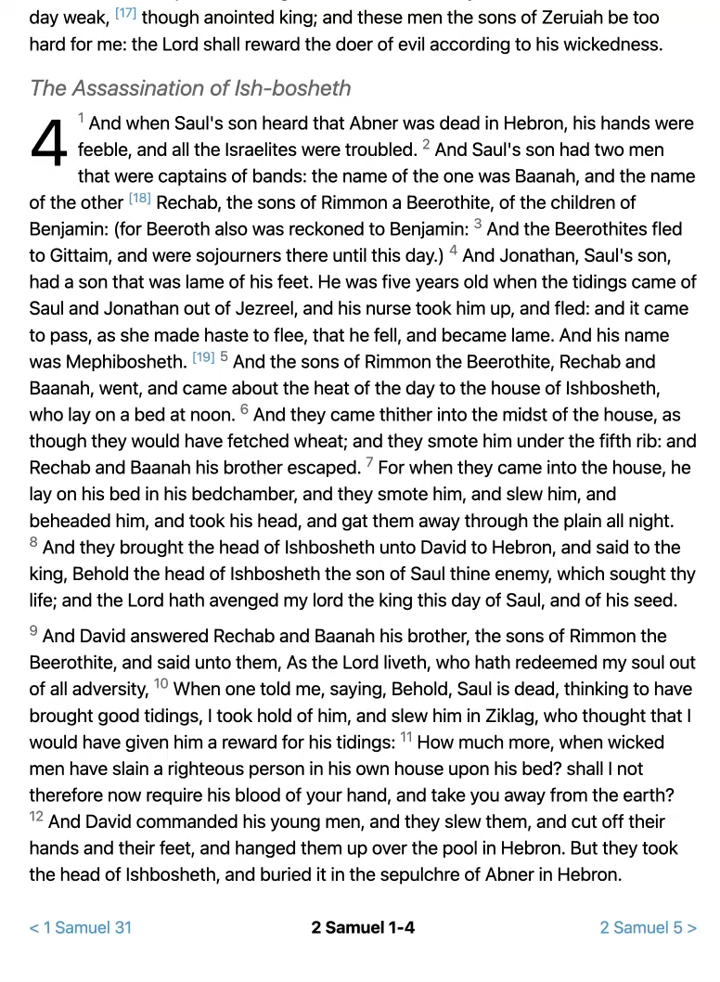 day weak, [17] though anointed king; and these men the sons of Zeruiah be too
hard for me: the Lord shall reward the doer of evil according to his wickedness.
The Assassination of Ish-bosheth
4 1 And when Saul's son heard that Abner was dead in Hebron, his hands were
feeble, and all the Israelites were troubled. 2 And Saul's son had two men
that were captains of bands: the name of the one was Baanah, and the name
of the other [18] Rechab, the sons of Rimmon a Beerothite, of the children of
Benjamin: (for Beeroth also was reckoned to Benjamin: 3 And the Beerothites fled
to Gittaim, and were sojourners there until this day.) 4 And Jonathan, Saul's son,
had a son that was lame of his feet. He was five years old when the tidings came of
Saul and Jonathan out of Jezreel, and his nurse took him up, and fled: and it came
to pass, as she made haste to flee, that he fell, and became lame. And his name
was Mephibosheth. [19] 5 And the sons of Rimmon the Beerothite, Rechab and
Baanah, went, and came about the heat of the day to the house of Ishbosheth,
who lay on a bed at noon. 6 And they came thither into the midst of the house, as
though they would have fetched wheat; and they smote him under the fifth rib: and
Rechab and Baanah his brother escaped. 7 For when they came into the house, he
lay on his bed in his bedchamber, and they smote him, and slew him, and
beheaded him, and took his head, and gat them away through the plain all night.
8 And they brought the head of Ishbosheth unto David to Hebron, and said to the
king, Behold the head of Ishbosheth the son of Saul thine enemy, which sought thy
life; and the Lord hath avenged my lord the king this day of Saul, and of his seed.
9 And David answered Rechab and Baanah his brother, the sons of Rimmon the
Beerothite, and said unto them, As the Lord liveth, who hath redeemed my soul out
of all adversity, 10 When one told me, saying, Behold, Saul is dead, thinking to have
brought good tidings, I took hold of him, and slew him in Ziklag, who thought that I
would have given him a reward for his tidings: 11 How much more, when wicked
men have slain a righteous person in his own house upon his bed? shall I not
therefore now require his blood of your hand, and take you away from the earth?
12 And David commanded his young men, and they slew them, and cut off their
hands and their feet, and hanged them up over the pool in Hebron. But they took
the head of Ishbosheth, and buried it in the sepulchre of Abner in Hebron.
< 1 Samuel 31 2 Samuel 1-4 2 Samuel 5 >